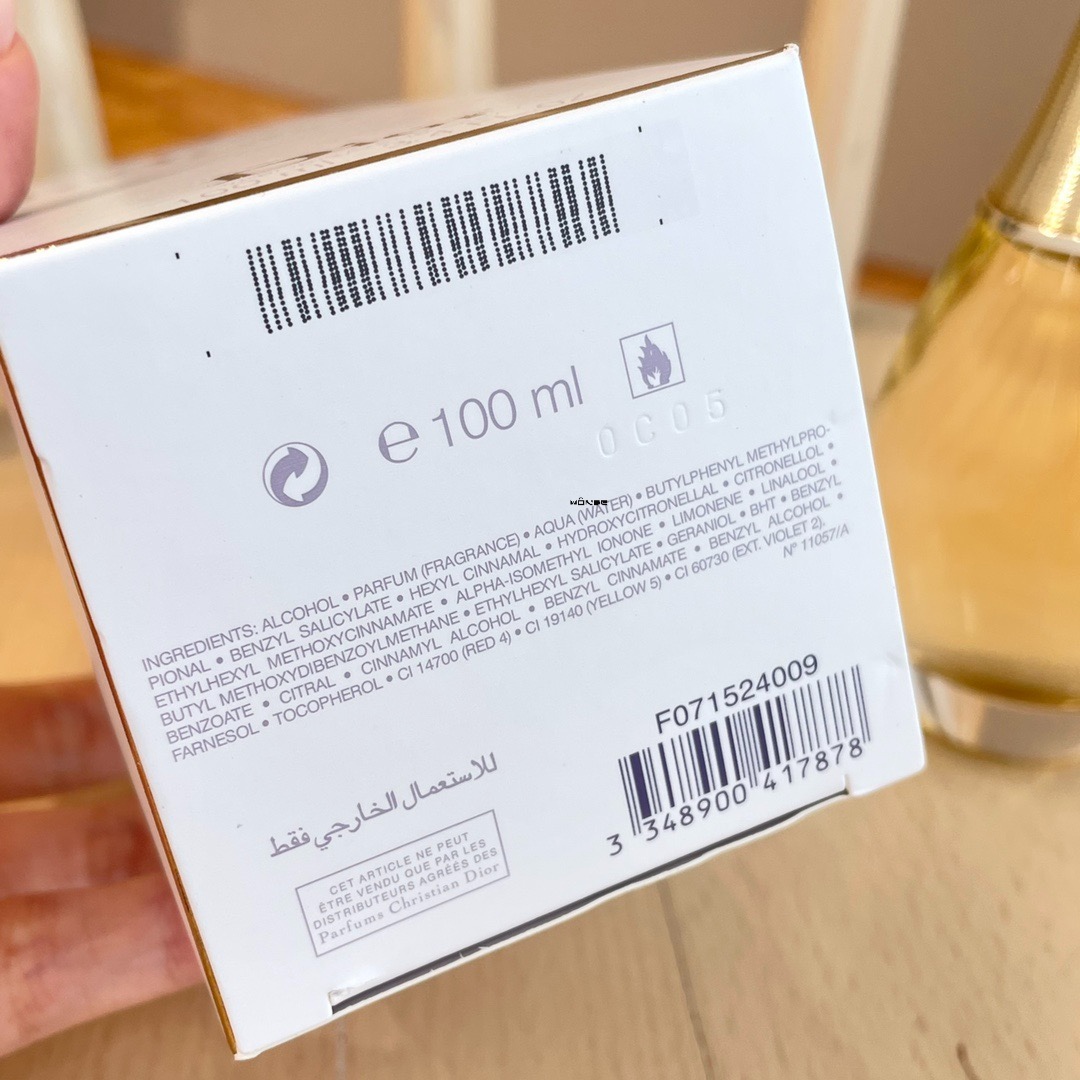 ℮ 100 ml
0C05
WÔNDE
INGREDIENTS: ALCOHOL • PARFUM (FRAGRANCE) • AQUA (WATER) • BUTYLPHENYL METHYLPRO-
PIONAL • BENZYL SALICYLATE • HEXYL CINNAMAL • HYDROXYCITRONELLAL • CITRONELLOL •
ETHYLHEXYL METHOXYCINNAMATE • ALPHA-ISOMETHYL IONONE • LIMONENE • LINALOOL •
BUTYL METHOXYDIBENZOYLMETHANE • ETHYLHEXYL SALICYLATE • GERANIOL • BHT • BENZYL
BENZOATE • CITRAL • CINNAMYL ALCOHOL • BENZYL CINNAMATE • BENZYL ALCOHOL •
FARNESOL • TOCOPHEROL • CI 14700 (RED 4) • CI 19140 (YELLOW 5) • CI 60730 (EXT. VIOLET 2).
N° 11057/A
F071524009
3 348900 417878
للاستعمال الخارجي فقط
CET ARTICLE NE PEUT
ÊTRE VENDU QUE PAR LES
DISTRIBUTEURS AGRÉÉS DES
Parfums Christian Dior